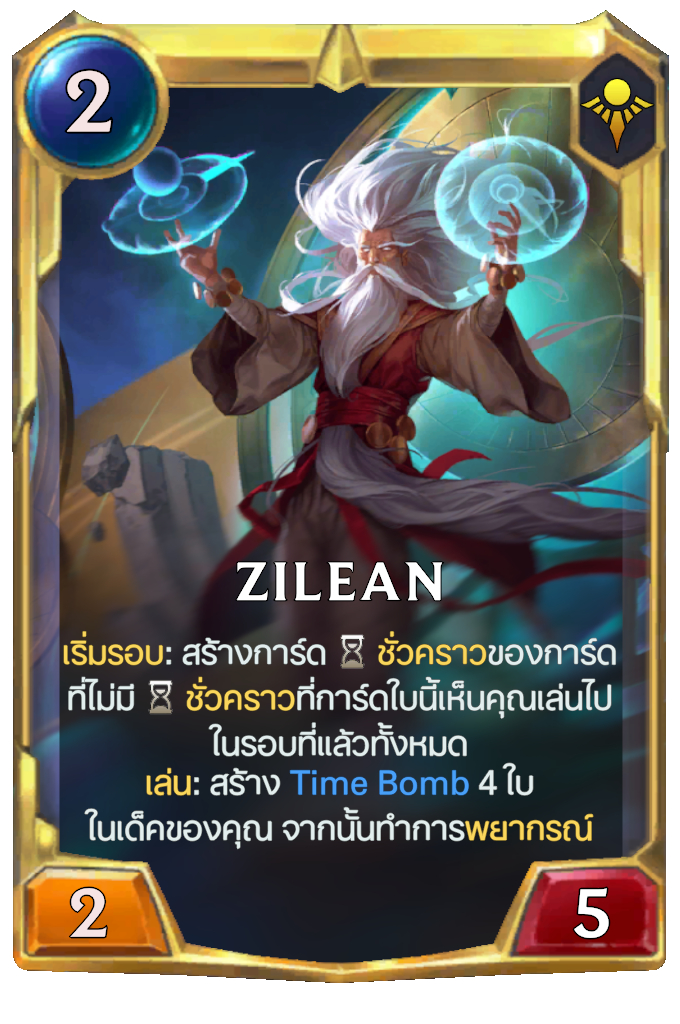 2
ZILEAN
เริ่มรอบ: สร้างการ์ด ชั่วคราวของการ์ด
ที่ไม่มี ชั่วคราวที่การ์ดใบนี้เห็นคุณเล่นไป
ในรอบที่แล้วทั้งหมด
เล่น: สร้าง Time Bomb 4 ใบ
ในเด็คของคุณ จากนั้นทำการพยากรณ์
2
5